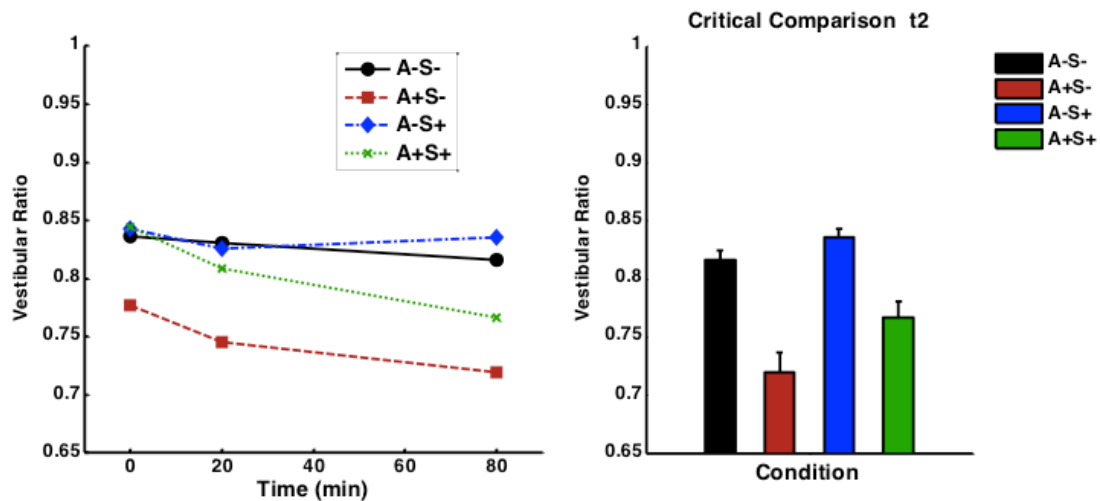 1
0.95
0.9
0.85
0.8
0.75
0.7
0.65
Vestibular Ratio
0
20
40
60
80
Time (min)
A-S-
A+S-
A-S+
A+S+
Critical Comparison t2
1
0.95
0.9
0.85
0.8
0.75
0.7
0.65
Vestibular Ratio
Condition
A-S-
A+S-
A-S+
A+S+